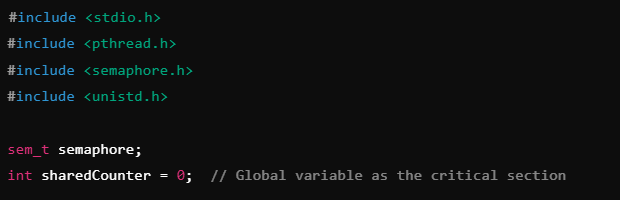 #include <stdio.h>
#include <pthread.h>
#include <semaphore.h>
#include <unistd.h>
sem_t semaphore;
int sharedCounter = 0;  // Global variable as the critical section